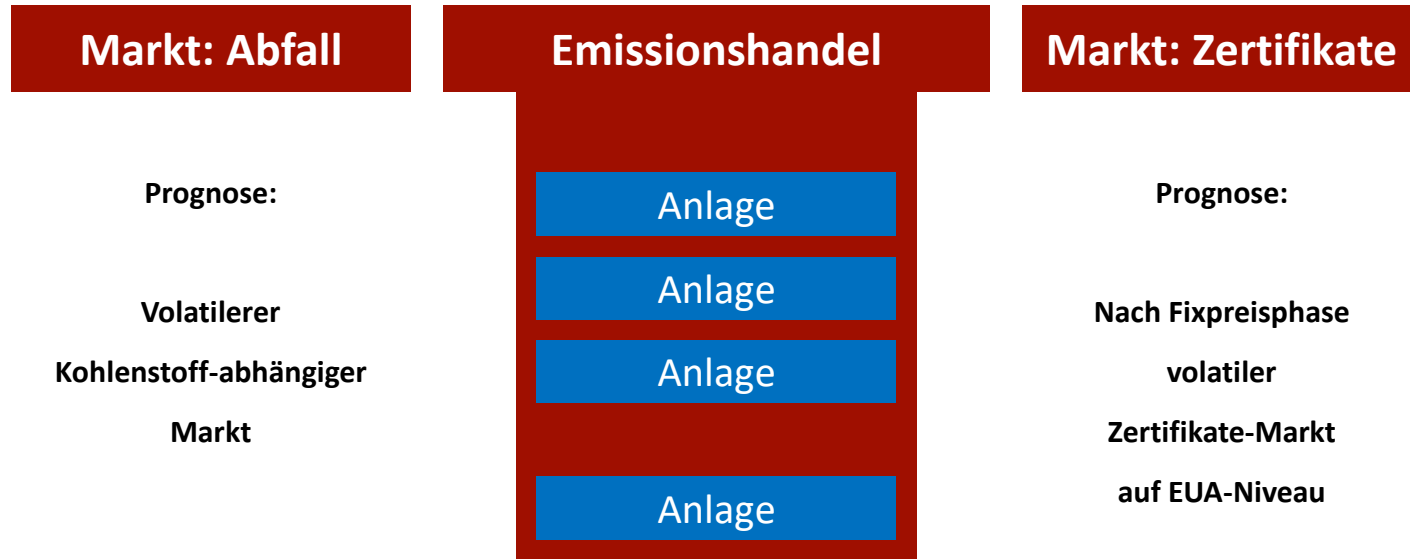 Markt: Abfall
Emissionshandel
Markt: Zertifikate
Prognose:
Volatilerer
Kohlenstoff-abhängiger
Markt
Anlage
Anlage
Anlage
Anlage
Prognose:
Nach Fixpreisphase
volatiler
Zertifikate-Markt
auf EUA-Niveau